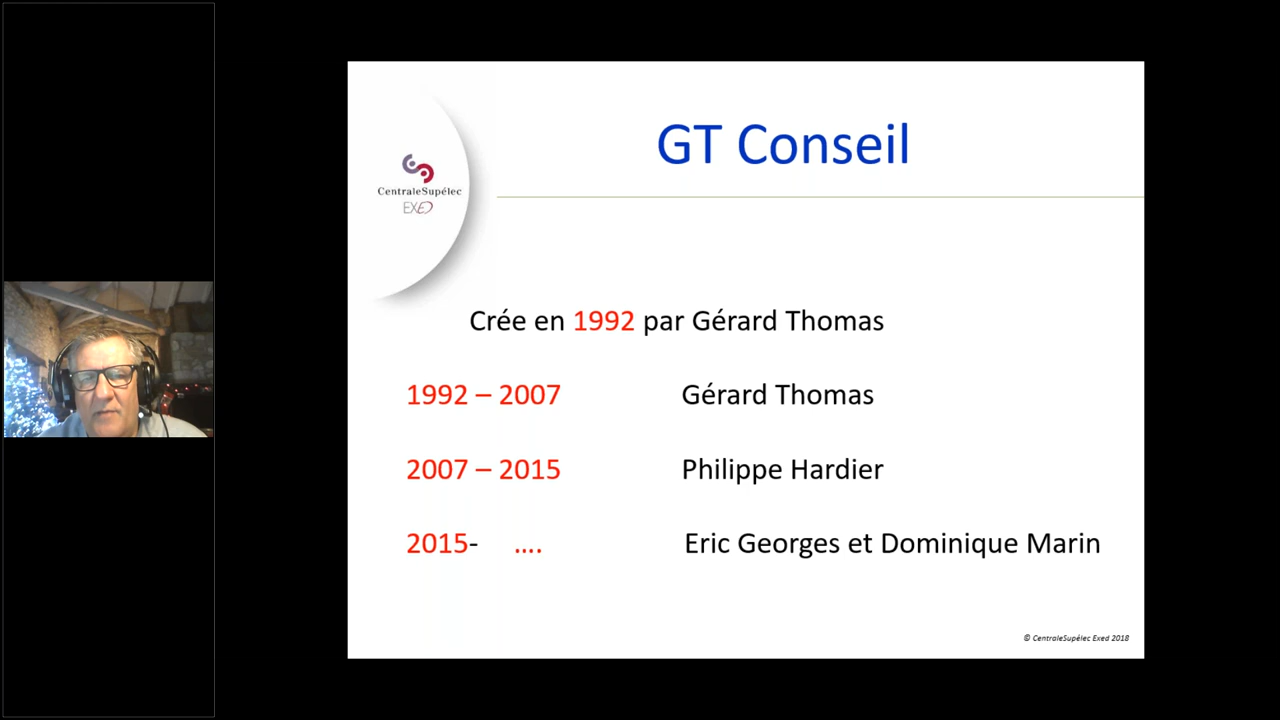 GT Conseil
CentraleSupélec
EXED
Crée en 1992 par Gérard Thomas
1992 – 2007 Gérard Thomas
2007 – 2015 Philippe Hardier
2015- .... Eric Georges et Dominique Marin
© CentraleSupélec Exed 2018